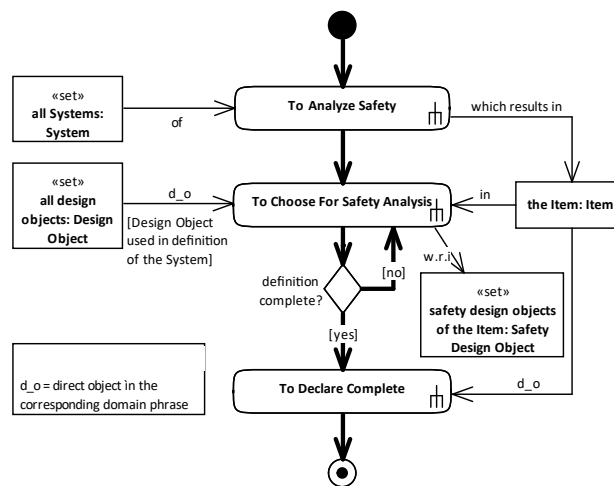 To Analyze Safety
«set»
all Systems:
System
of
which results in
«set»
all design
objects: Design
Object
d_o
[Design Object
used in definition
of the System]
To Choose For Safety Analysis
in
the Item: Item
definition
complete?
[no]
w.r.i
«set»
safety design objects
of the Item: Safety
Design Object
[yes]
d_o = direct object in the
corresponding domain phrase
To Declare Complete
d_o